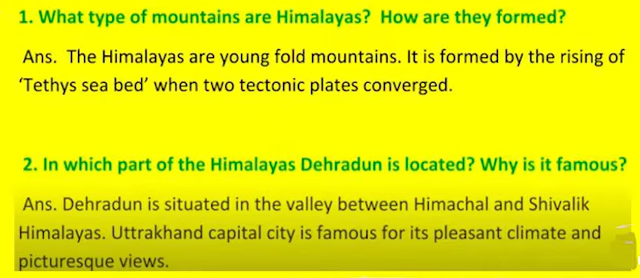 1. What type of mountains are Himalayas? How are they formed?
Ans. The Himalayas are young fold mountains. It is formed by the rising of
‘Tethys sea bed’ when two tectonic plates converged.
2. In which part of the Himalayas Dehradun is located? Why is it famous?
Ans. Dehradun is situated in the valley between Himachal and Shivalik
Himalayas. Uttrakhand capital city is famous for its pleasant climate and
picturesque views.